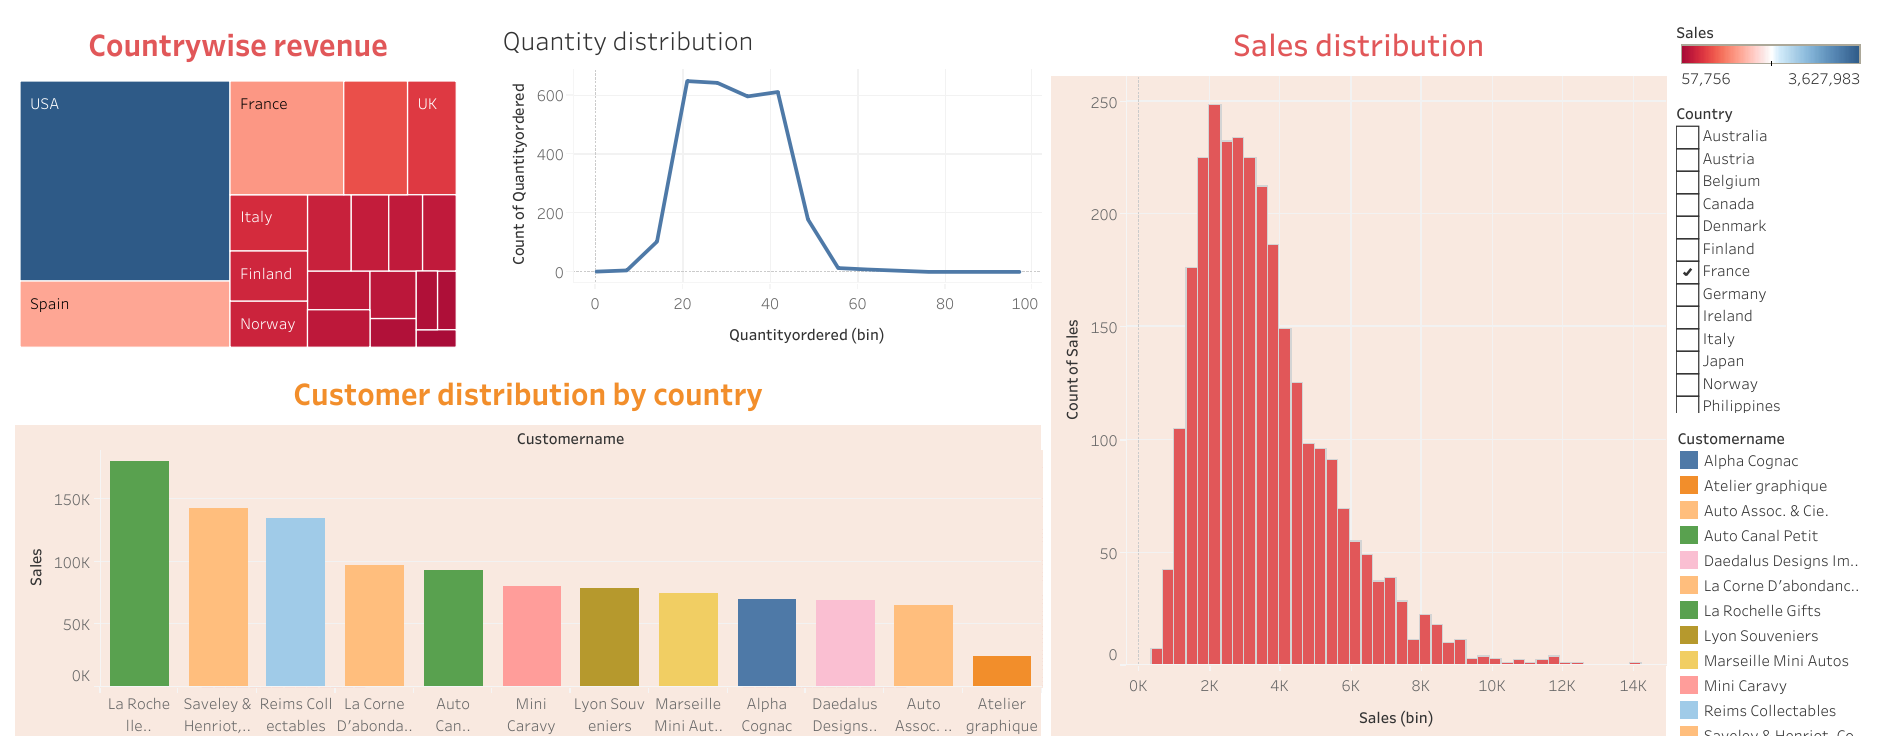 Countrywise revenue
USA
France
UK
Italy
Finland
Spain
Norway
Quantity distribution
Count of Quantityordered
600
400
200
0
0
20
40
60
80
100
Quantityordered (bin)
Customer distribution by country
Customername
Sales
150K
100K
50K
0K
La Roche
lle..
Saveley &
Henriot,..
Reims Coll
ectables
La Corne
D'abonda..
Auto
Can..
Mini
Caravy
Lyon Souv
eniers
Marseille
Mini Aut..
Alpha
Cognac
Daedalus
Designs..
Auto
Assoc. ..
Atelier
graphique
Sales distribution
Count of Sales
250
200
150
100
50
0
0K
2K
4K
6K
8K
10K
12K
14K
Sales (bin)
Sales
57,756
3,627,983
Country
Australia
Austria
Belgium
Canada
Denmark
Finland
France
Germany
Ireland
Italy
Japan
Norway
Philippines
Customername
Alpha Cognac
Atelier graphique
Auto Assoc. & Cie.
Auto Canal Petit
Daedalus Designs Im..
La Corne D'abondanc..
La Rochelle Gifts
Lyon Souveniers
Marseille Mini Autos
Mini Caravy
Reims Collectables
Saveley & Henriot, Co..